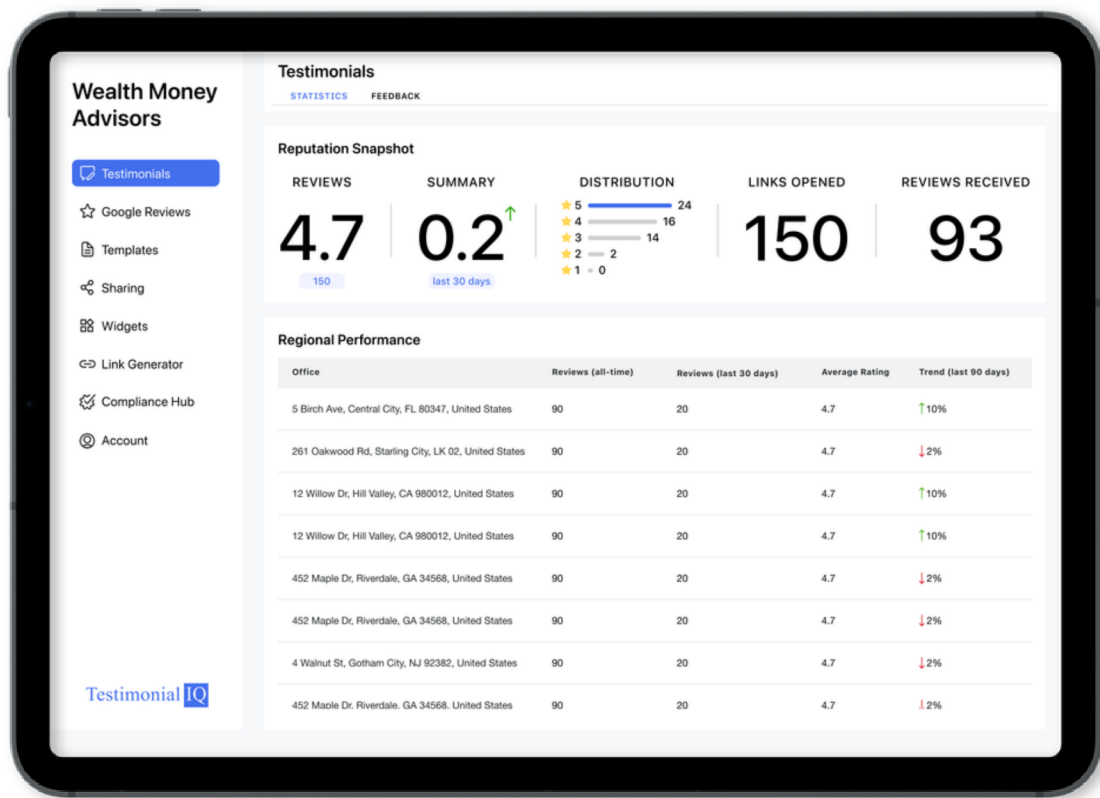 Wealth Money
Advisors
Testimonials
Google Reviews
Templates
Sharing
Widgets
Link Generator
Compliance Hub
Account
Testimonial IQ
Testimonials
STATISTICS FEEDBACK
Reputation Snapshot
REVIEWS
4.7
150
SUMMARY
0.2↑
last 30 days
DISTRIBUTION
5 24
4 16
3 14
2 2
1 0
LINKS OPENED
150
REVIEWS RECEIVED
93
Regional Performance
Office Reviews (all-time) Reviews (last 30 days) Average Rating Trend (last 90 days)
5 Birch Ave, Central City, FL 80347, United States 90 20 4.7 ↑10%
261 Oakwood Rd, Starling City, LK 02, United States 90 20 4.7 ↓2%
12 Willow Dr, Hill Valley, CA 980012, United States 90 20 4.7 ↑10%
12 Willow Dr, Hill Valley, CA 980012, United States 90 20 4.7 ↑10%
452 Maple Dr, Riverdale, GA 34568, United States 90 20 4.7 ↓2%
452 Maple Dr, Riverdale, GA 34568, United States 90 20 4.7 ↓2%
4 Walnut St, Gotham City, NJ 92382, United States 90 20 4.7 ↓2%
452 Maple Dr. Riverdale. GA 34568. United States 90 20 4.7 ↓2%